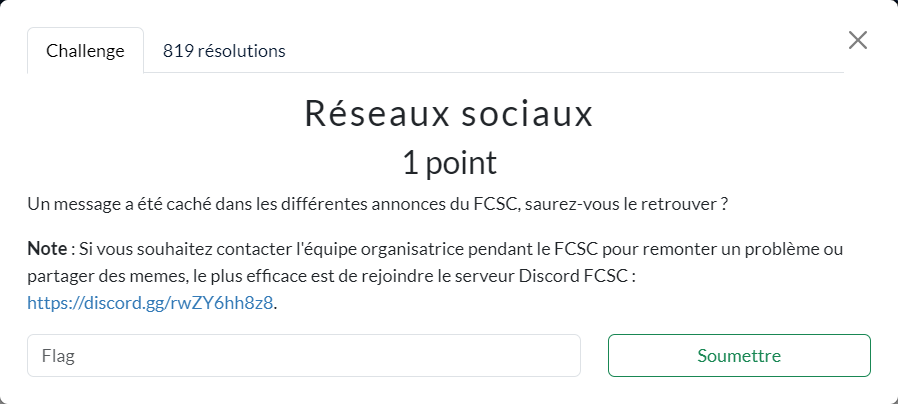 Challenge
819 résolutions
Réseaux sociaux
1 point
Un message a été caché dans les différentes annonces du FCSC, saurez-vous le retrouver ?
Note : Si vous souhaitez contacter l'équipe organisatrice pendant le FCSC pour remonter un problème ou
partager des memes, le plus efficace est de rejoindre le serveur Discord FCSC :
https://discord.gg/rwZY6hh8z8.
Flag
Soumettre